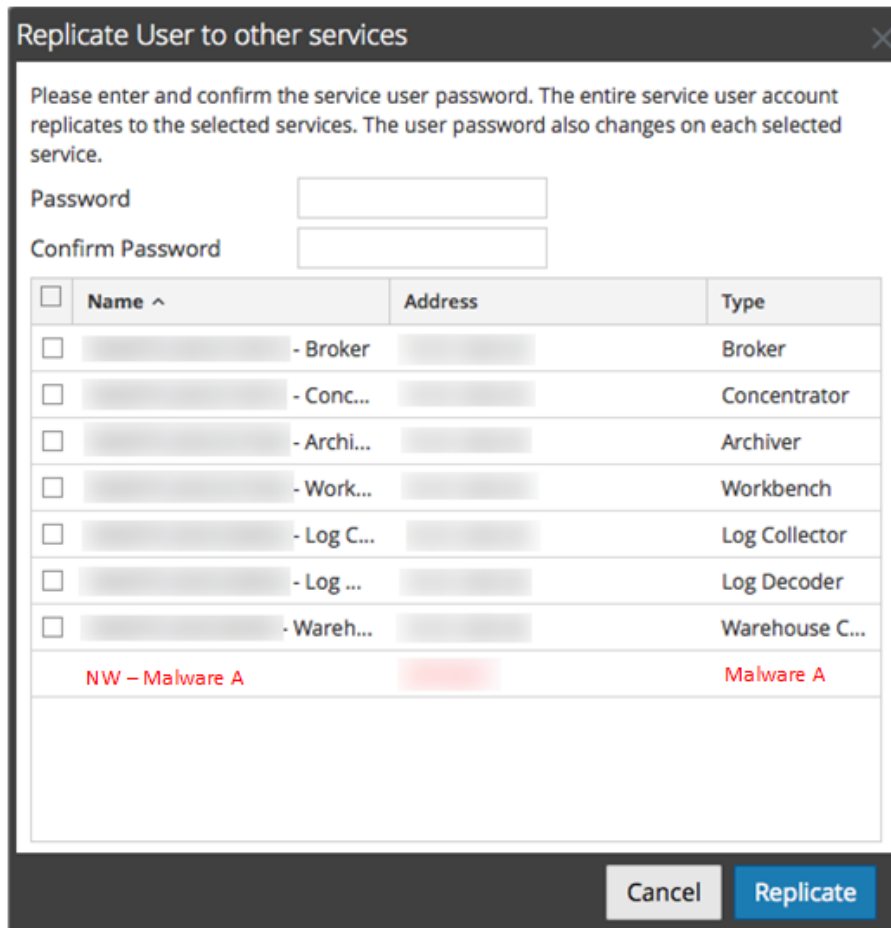 Replicate User to other services
Please enter and confirm the service user password. The entire service user account
replicates to the selected services. The user password also changes on each selected
service.
Password
Confirm Password
Name Address Type
- Broker Broker
- Conc... Concentrator
- Archi... Archiver
- Work... Workbench
- Log C... Log Collector
- Log ... Log Decoder
- Wareh... Warehouse C...
NW – Malware A Malware A
Cancel Replicate